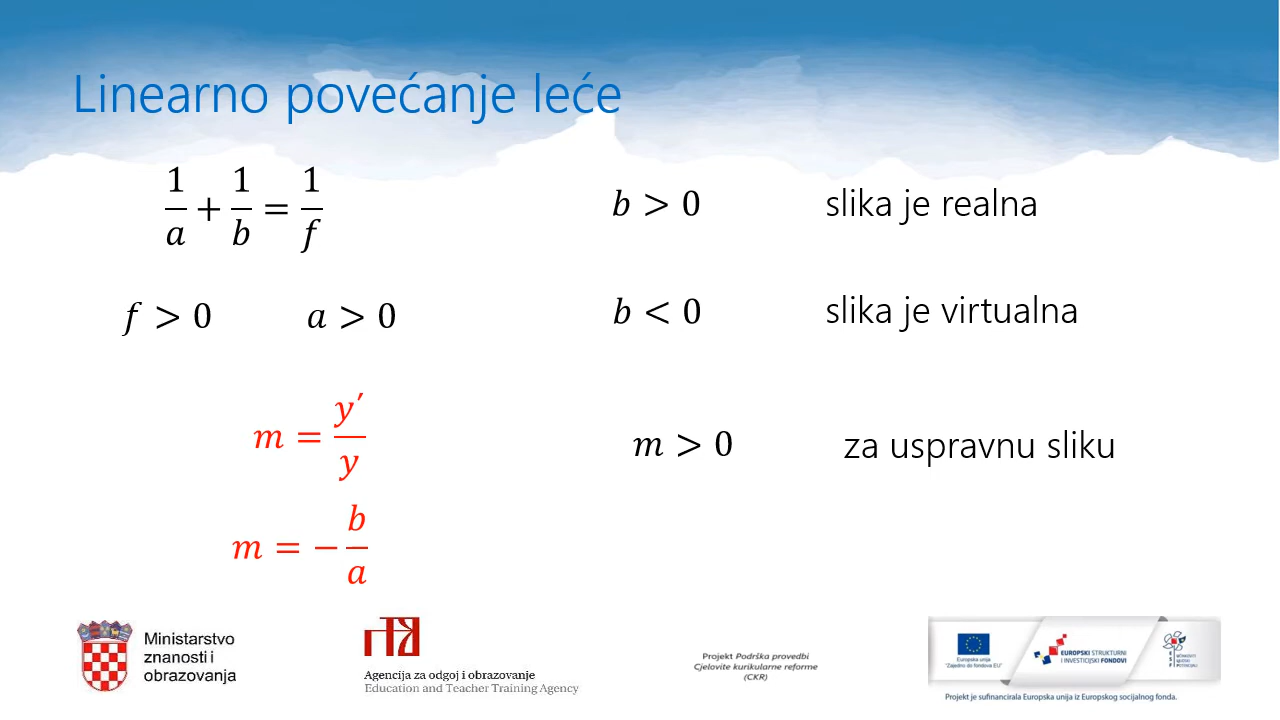 Linearno povećanje leće
1/a + 1/b = 1/f
b > 0 slika je realna
f > 0 a > 0
b < 0 slika je virtualna
m = y′/y
m > 0 za uspravnu sliku
m = − b/a
Ministarstvo
znanosti i
obrazovanja
Agencija za odgoj i obrazovanje
Education and Teacher Training Agency
Projekt Podrška provedbi
Cjelovite kurikularne reforme
(CKR)
Europska unija
"Zajedno do fondova EU"
EUROPSKI STRUKTURNI
I INVESTICIJSKI FONDOVI
Projekt je sufinancirala Europska unija iz Europskog socijalnog fonda.